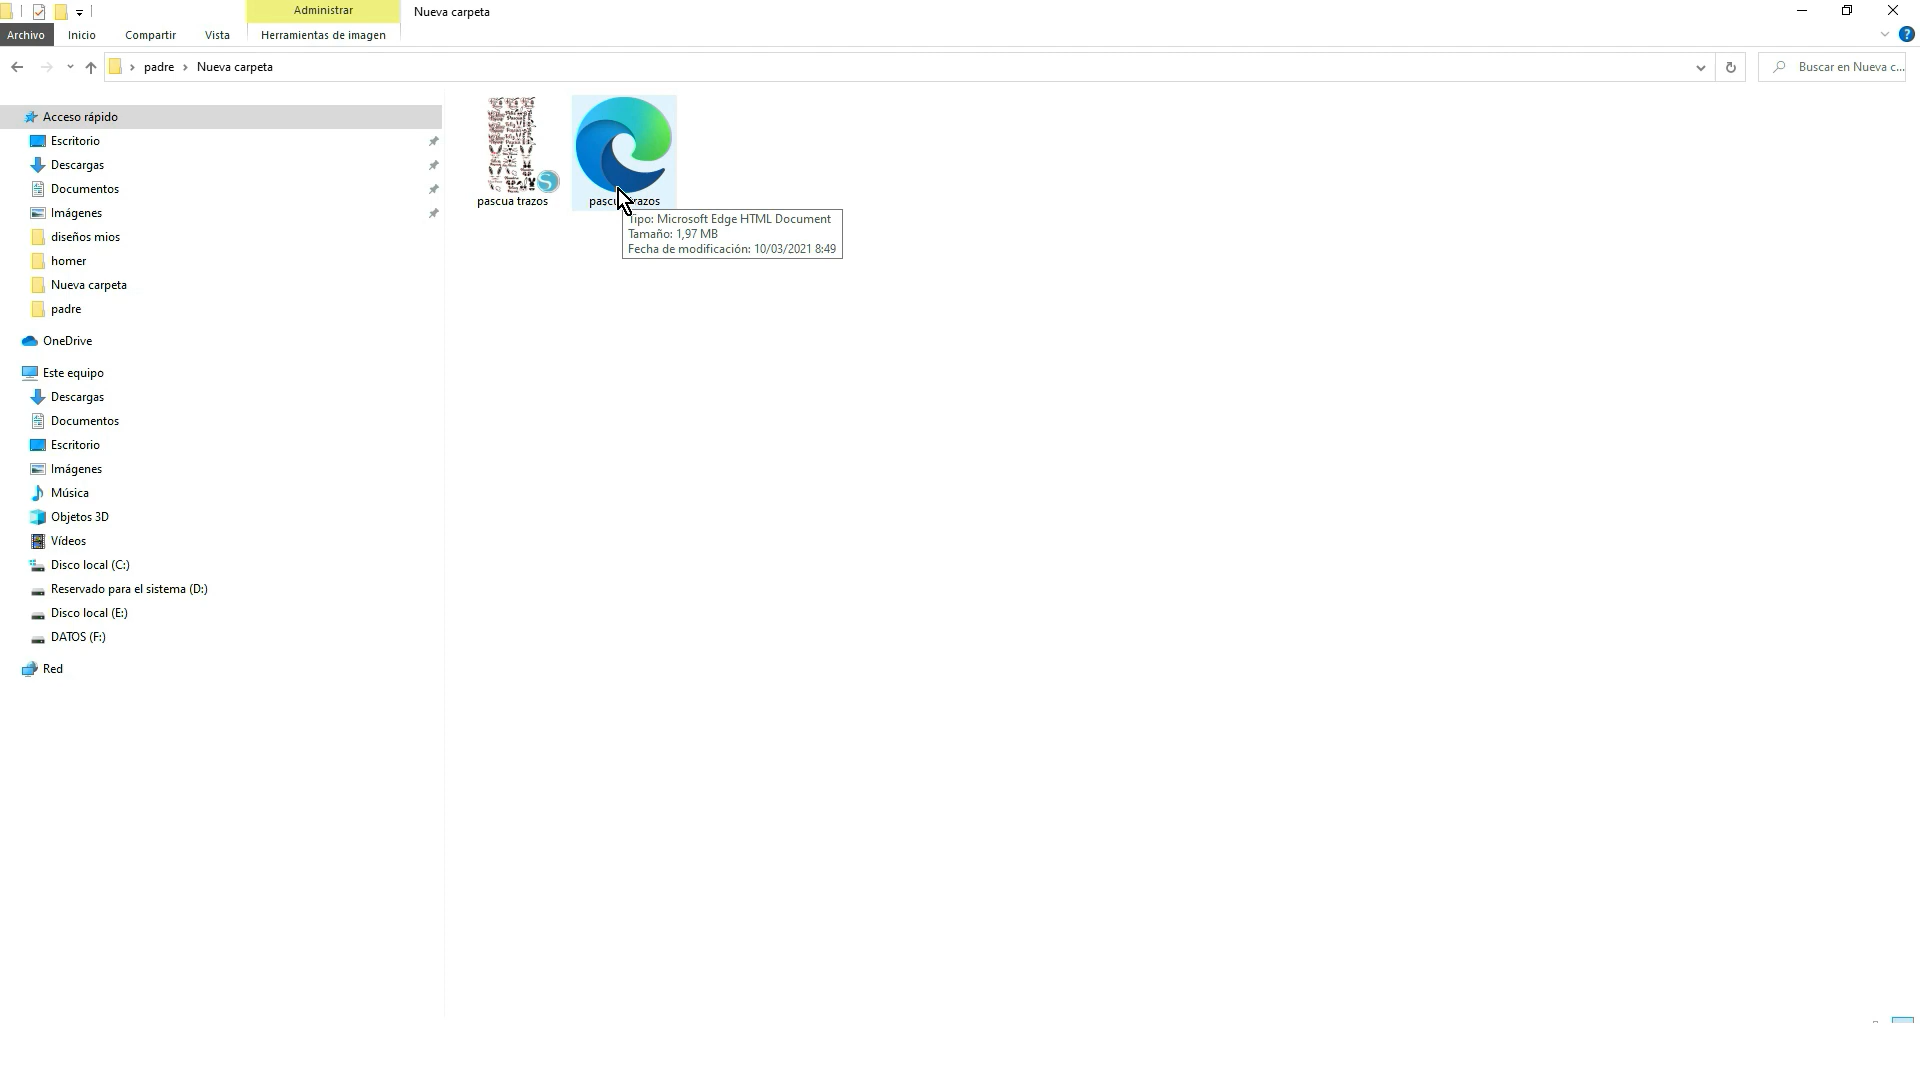 Administrar
Nueva carpeta
Archivo
Inicio
Compartir
Vista
Herramientas de imagen
padre
Nueva carpeta
Buscar en Nueva c...
Acceso rápido
Escritorio
Descargas
Documentos
Imágenes
diseños mios
homer
Nueva carpeta
padre
OneDrive
Este equipo
Descargas
Documentos
Escritorio
Imágenes
Música
Objetos 3D
Vídeos
Disco local (C:)
Reservado para el sistema (D:)
Disco local (E:)
DATOS (F:)
Red
pascua trazos
pascua trazos
Tipo: Microsoft Edge HTML Document
Tamaño: 1,97 MB
Fecha de modificación: 10/03/2021 8:49